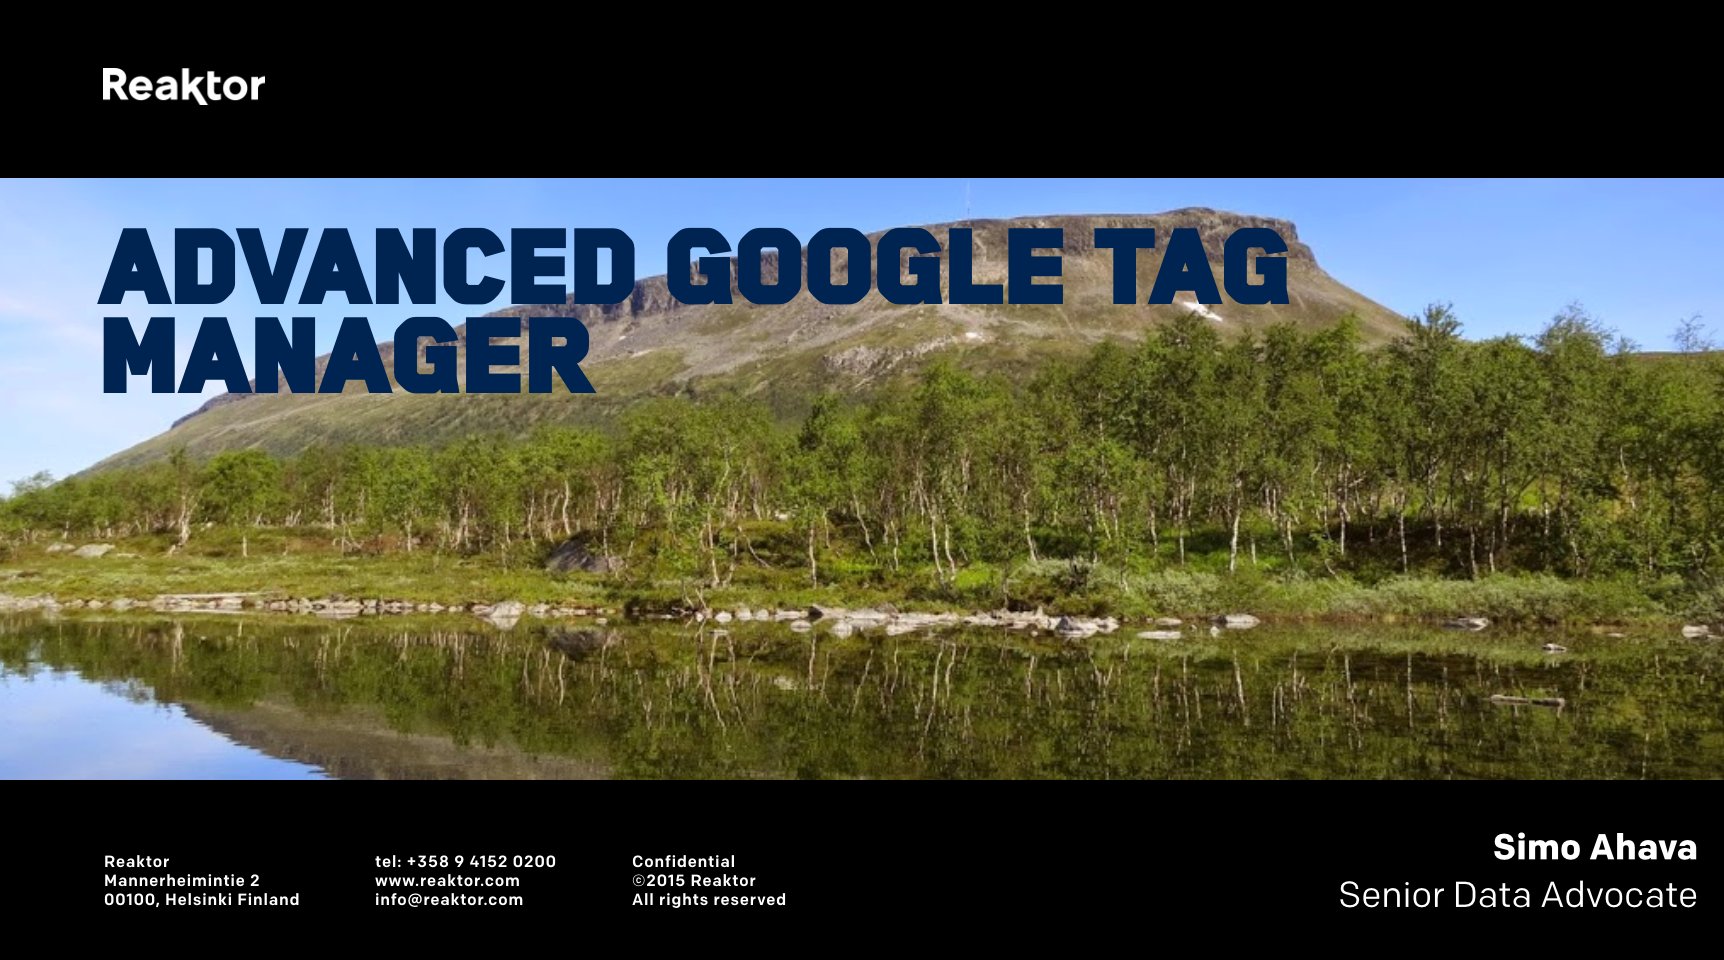 Reaktor
ADVANCED GOOGLE TAG
MANAGER
Reaktor
Mannerheimintie 2
00100, Helsinki Finland
tel: +358 9 4152 0200
www.reaktor.com
info@reaktor.com
Confidential
©2015 Reaktor
All rights reserved
Simo Ahava
Senior Data Advocate